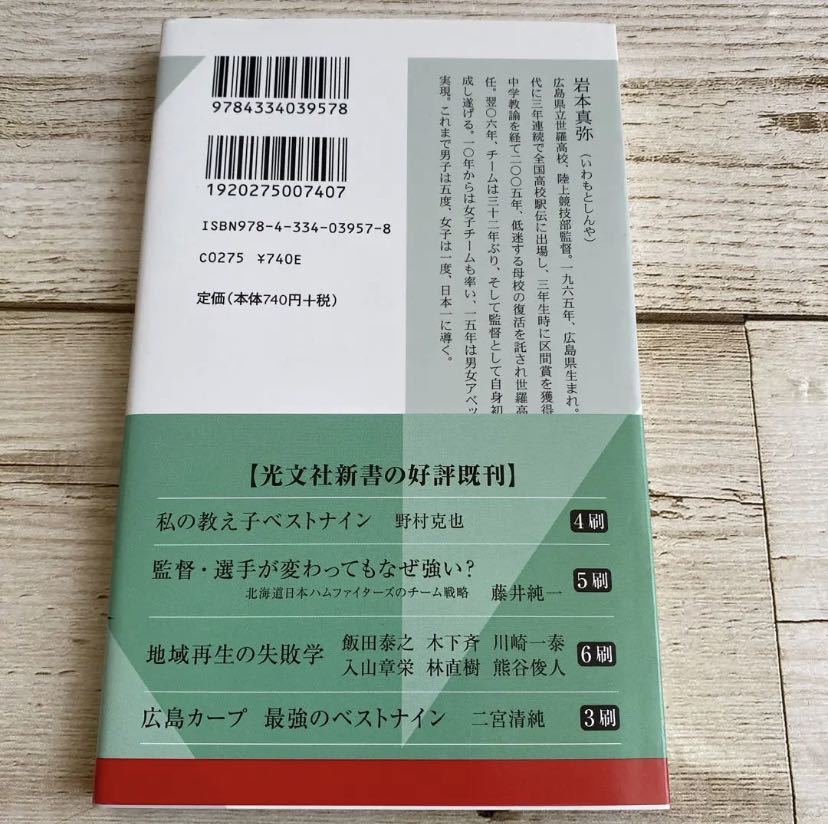 9784334039578
1920275007407
ISBN978-4-334-03957-8
C0275 ¥740E
定価(本体740円+税)
岩本真弥(いわもとしんや)
広島県立世羅高校、陸上競技部監督。一九六五年、広島県生まれ。
代に三年連続で全国高校駅伝に出場し、三年生時に区間賞を獲得
中学教諭を経て二〇〇五年、低迷する母校の復活を託され世羅高
任。翌〇六年、チームは三十二年ぶり、そして監督として自身初
成し遂げる。一〇年からは女子チームも率い、一五年は男女アベッ
実現。これまで男子は五度、女子は一度、日本一に導く。
【光文社新書の好評既刊】
私の教え子ベストナイン 野村克也 4刷
監督・選手が変わってもなぜ強い?
北海道日本ハムファイターズのチーム戦略 藤井純一 5刷
地域再生の失敗学 飯田泰之 木下斉 川崎一泰
入山章栄 林直樹 熊谷俊人 6刷
広島カープ 最強のベストナイン 二宮清純 3刷